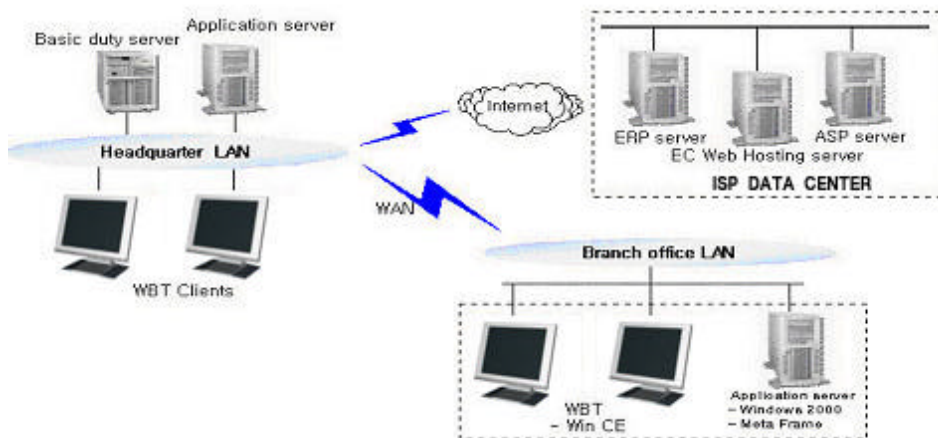 Application server
Basic duty server
Headquarter LAN
WBT Clients
Internet
WAN
ERP server
ASP server
EC Web Hosting server
ISP DATA CENTER
Branch office LAN
WBT
- Win CE
Application server
- Windows 2000
- Meta Frame